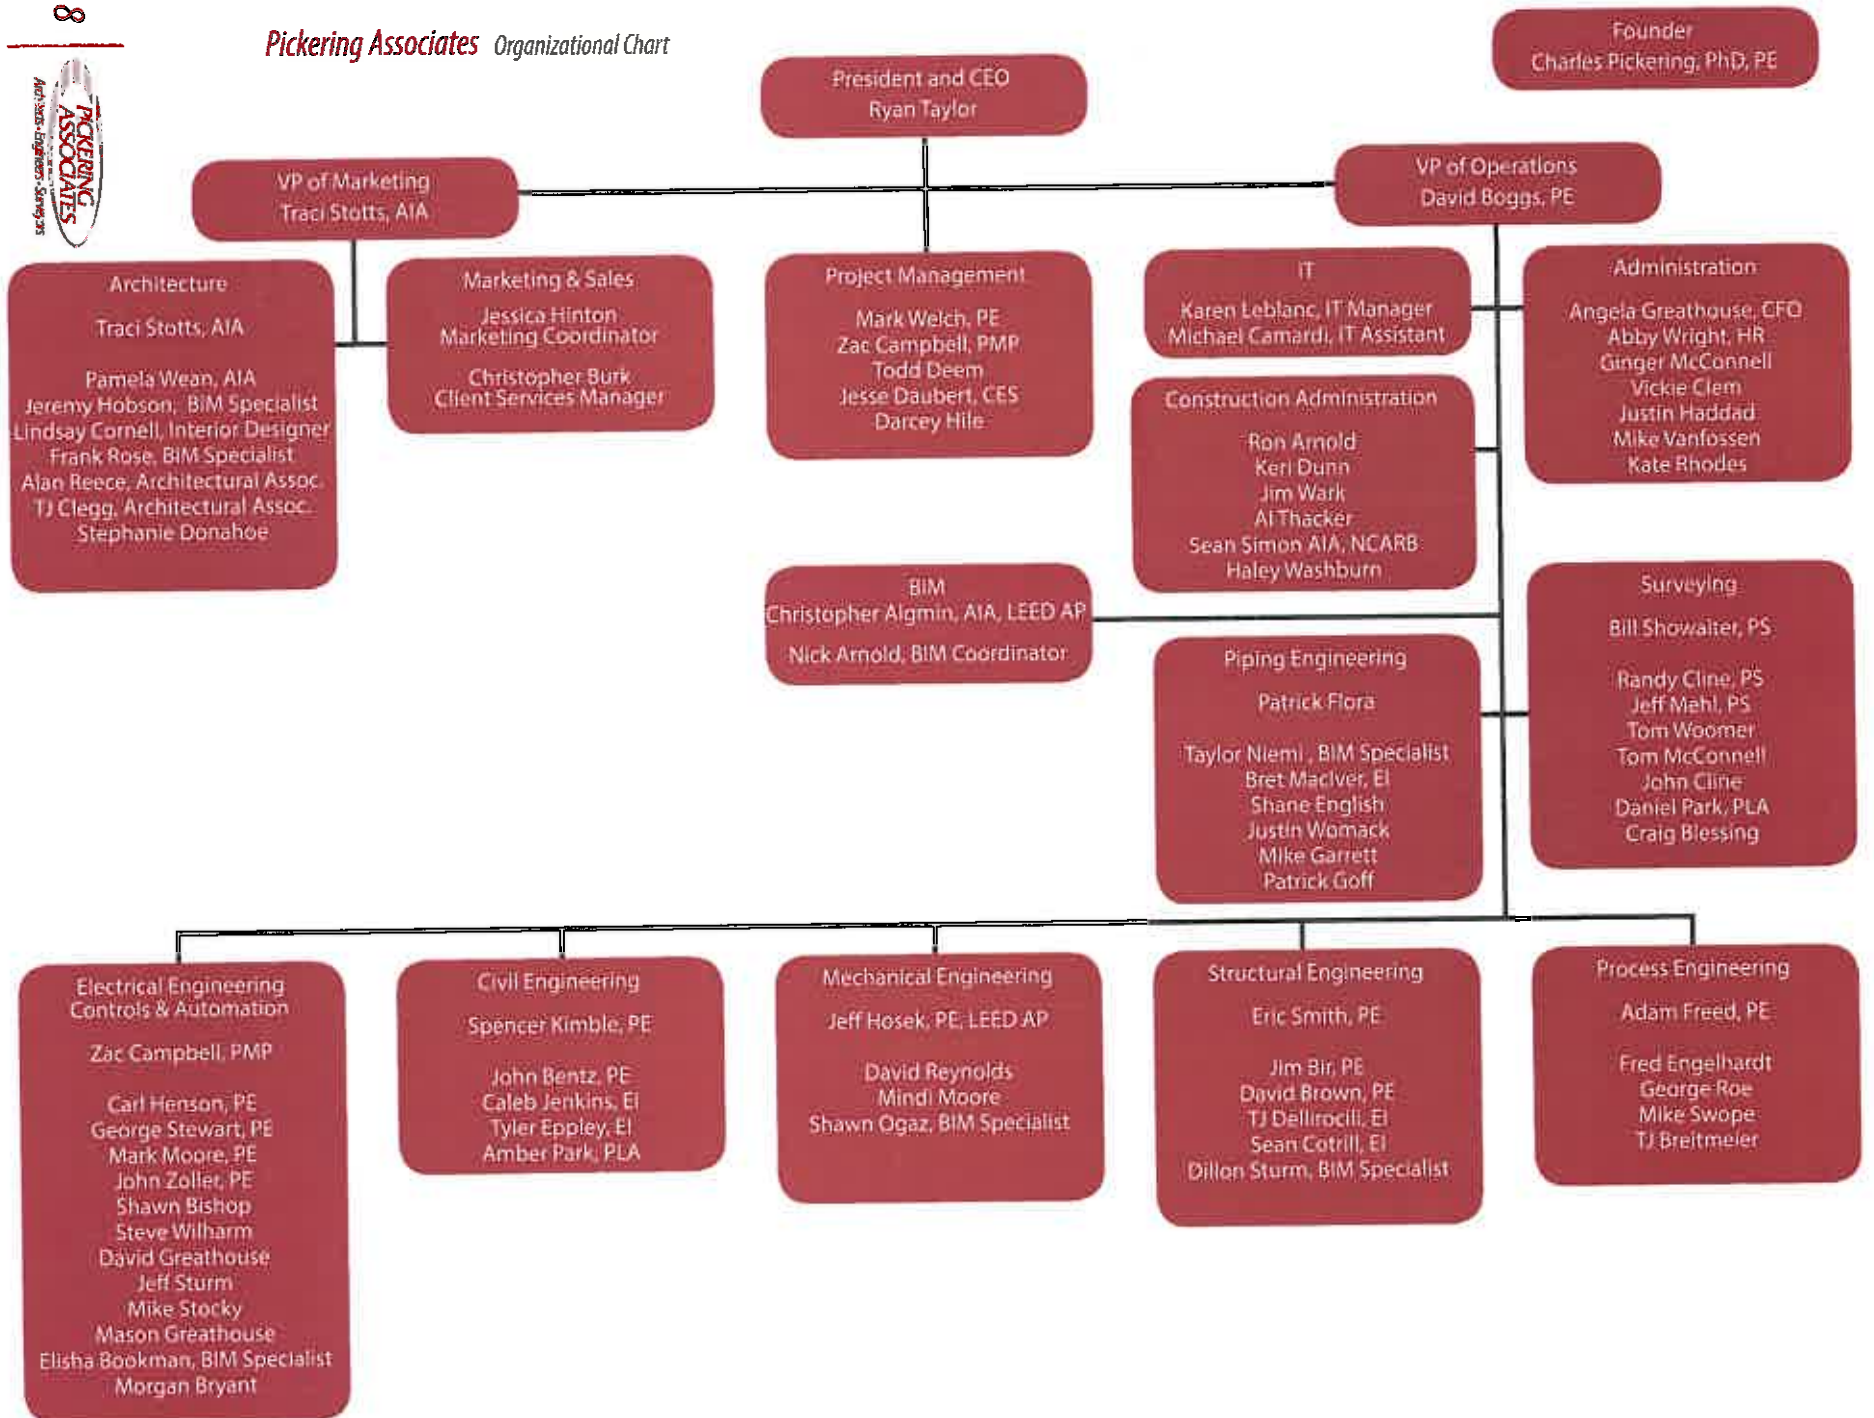 8
PICKERING
ASSOCIATES
Architects • Engineers • Surveyors
Pickering Associates Organizational Chart
Founder
Charles Pickering, PhD, PE
President and CEO
Ryan Taylor
VP of Marketing
Traci Stotts, AIA
VP of Operations
David Boggs, PE
Architecture
Traci Stotts, AIA
Pamela Wean, AIA
Jeremy Hobson, BIM Specialist
Lindsay Cornell, Interior Designer
Frank Rose, BIM Specialist
Alan Reece, Architectural Assoc.
TJ Clegg, Architectural Assoc.
Stephanie Donahoe
Marketing & Sales
Jessica Hinton
Marketing Coordinator
Christopher Burk
Client Services Manager
Project Management
Mark Welch, PE
Zac Campbell, PMP
Todd Deem
Jesse Daubert, CES
Darcey Hile
IT
Karen Leblanc, IT Manager
Michael Camardi, IT Assistant
Administration
Angela Greathouse, CFO
Abby Wright, HR
Ginger McConnell
Vickie Clem
Justin Haddad
Mike Vanfossen
Kate Rhodes
Construction Administration
Ron Arnold
Keri Dunn
Jim Wark
Al Thacker
Sean Simon AIA, NCARB
Haley Washburn
BIM
Christopher Algmin, AIA, LEED AP
Nick Arnold, BIM Coordinator
Piping Engineering
Patrick Flora
Taylor Niemi , BIM Specialist
Bret MacIver, EI
Shane English
Justin Womack
Mike Garrett
Patrick Goff
Surveying
Bill Showalter, PS
Randy Cline, PS
Jeff Mehl, PS
Tom Woomer
Tom McConnell
John Cline
Daniel Park, PLA
Craig Blessing
Electrical Engineering
Controls & Automation
Zac Campbell, PMP
Carl Henson, PE
George Stewart, PE
Mark Moore, PE
John Zoller, PE
Shawn Bishop
Steve Wilharm
David Greathouse
Jeff Sturm
Mike Stocky
Mason Greathouse
Elisha Bookman, BIM Specialist
Morgan Bryant
Civil Engineering
Spencer Kimble, PE
John Bentz, PE
Caleb Jenkins, EI
Tyler Eppley, EI
Amber Park, PLA
Mechanical Engineering
Jeff Hosek, PE, LEED AP
David Reynolds
Mindi Moore
Shawn Ogaz, BIM Specialist
Structural Engineering
Eric Smith, PE
Jim Bir, PE
David Brown, PE
TJ Dellirocili, EI
Sean Cotrill, EI
Dillon Sturm, BIM Specialist
Process Engineering
Adam Freed, PE
Fred Engelhardt
George Roe
Mike Swope
TJ Breitmeier